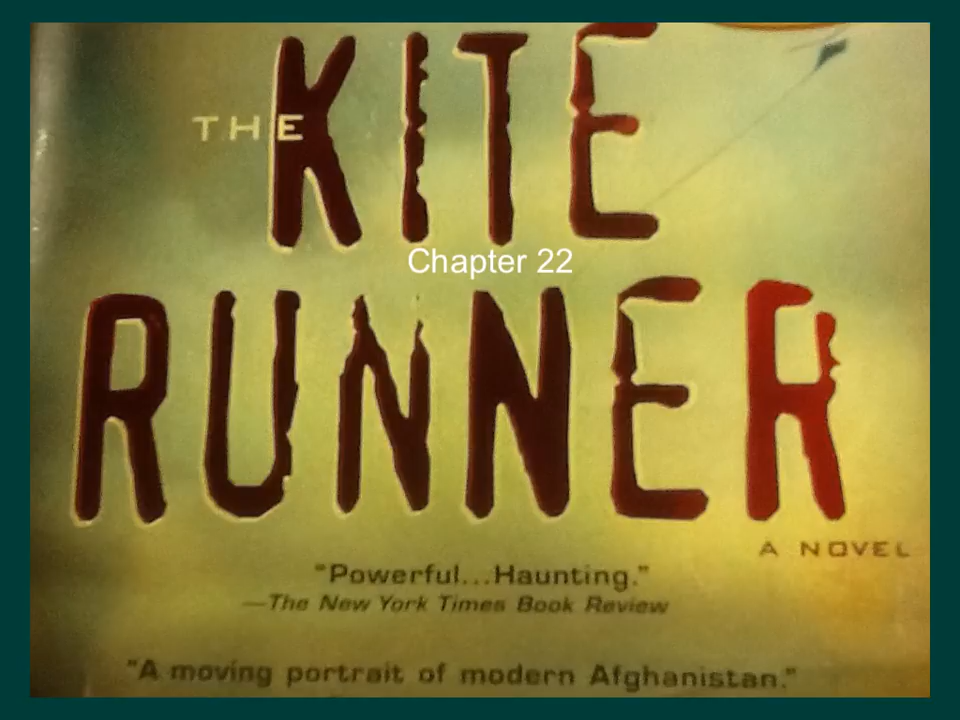 THE
KITE
Chapter 22
RUNNER
A NOVEL
"Powerful...Haunting."
—The New York Times Book Review
"A moving portrait of modern Afghanistan."